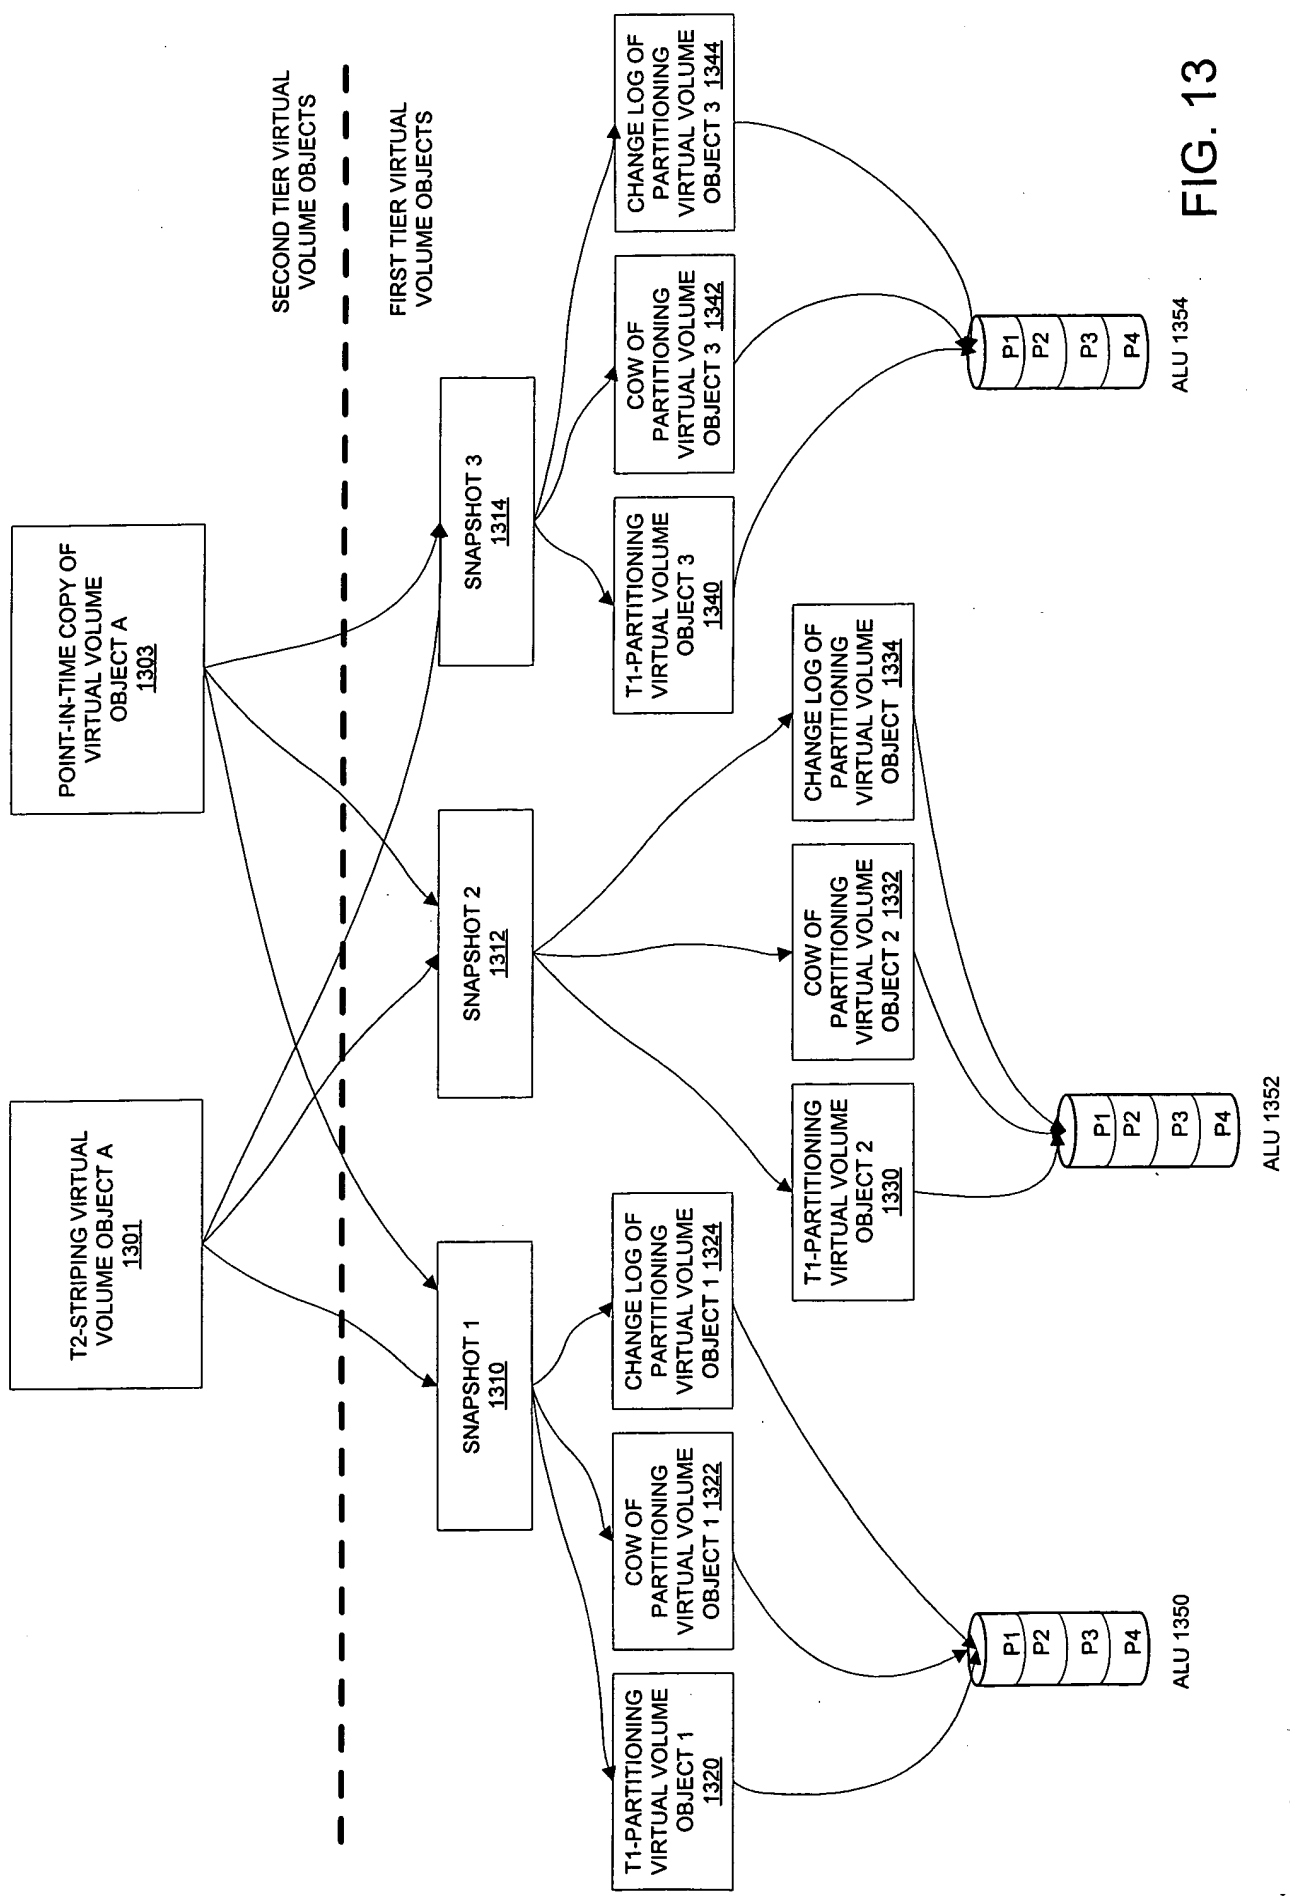 T2-STRIPING VIRTUAL
VOLUME OBJECT A
1301
POINT-IN-TIME COPY OF
VIRTUAL VOLUME
OBJECT A
1303
SECOND TIER VIRTUAL
VOLUME OBJECTS
FIRST TIER VIRTUAL
VOLUME OBJECTS
SNAPSHOT 1
1310
SNAPSHOT 2
1312
SNAPSHOT 3
1314
T1-PARTITIONING
VIRTUAL VOLUME
OBJECT 1
1320
COW OF
PARTITIONING
VIRTUAL VOLUME
OBJECT 1 1322
CHANGE LOG OF
PARTITIONING
VIRTUAL VOLUME
OBJECT 1 1324
T1-PARTITIONING
VIRTUAL VOLUME
OBJECT 2
1330
COW OF
PARTITIONING
VIRTUAL VOLUME
OBJECT 2 1332
CHANGE LOG OF
PARTITIONING
VIRTUAL VOLUME
OBJECT 1334
T1-PARTITIONING
VIRTUAL VOLUME
OBJECT 3
1340
COW OF
PARTITIONING
VIRTUAL VOLUME
OBJECT 3 1342
CHANGE LOG OF
PARTITIONING
VIRTUAL VOLUME
OBJECT 3 1344
P1
P2
P3
P4
ALU 1350
P1
P2
P3
P4
ALU 1352
P1
P2
P3
P4
ALU 1354
FIG. 13